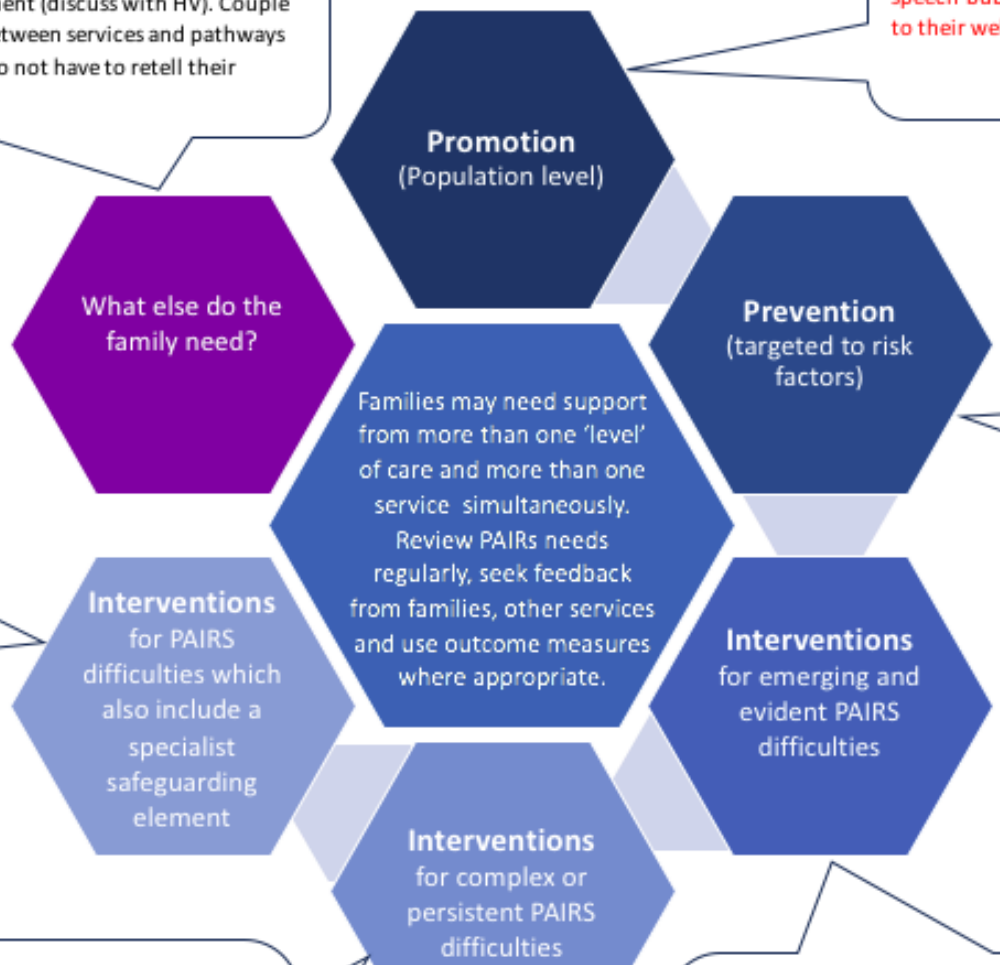 (discuss with HV). Couple
between services and pathways
not have to retell their
to their
Promotion
(Population level)
Prevention
(targeted to risk
factors)
What else do the
family need?
Families may need support
from more than one ‘level’
of care and more than one
service simultaneously.
Review PAIRs needs
regularly, seek feedback
from families, other services
and use outcome measures
where appropriate.
Interventions
for emerging and
evident PAIRS
difficulties
Interventions
for complex or
persistent PAIRS
difficulties
Interventions
for PAIRS
difficulties which
also include a
specialist
safeguarding
element